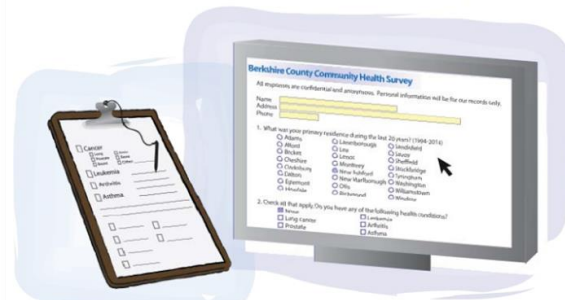 Cancer
Leukemia
Arthritis
Asthma
Berkshire County Community Health Survey
All responses are confidential and anonymous. Personal information will be for our records only.
Name
Address
Phone
1. What was your primary residence during the last 20 years? (1994-2014)
Adams Lanesborough Sandisfield
Alford Lee Savoy
Becket Lenox Sheffield
Cheshire Monterey Stockbridge
Clarksburg New Ashford Tyringham
Dalton New Marlborough Washington
Egremont Otis Williamstown
Hinsdale Richmond Windsor
2. Check all that apply. Do you have any of the following health conditions?
Leukemia
Lung cancer Arthritis
Prostate Asthma